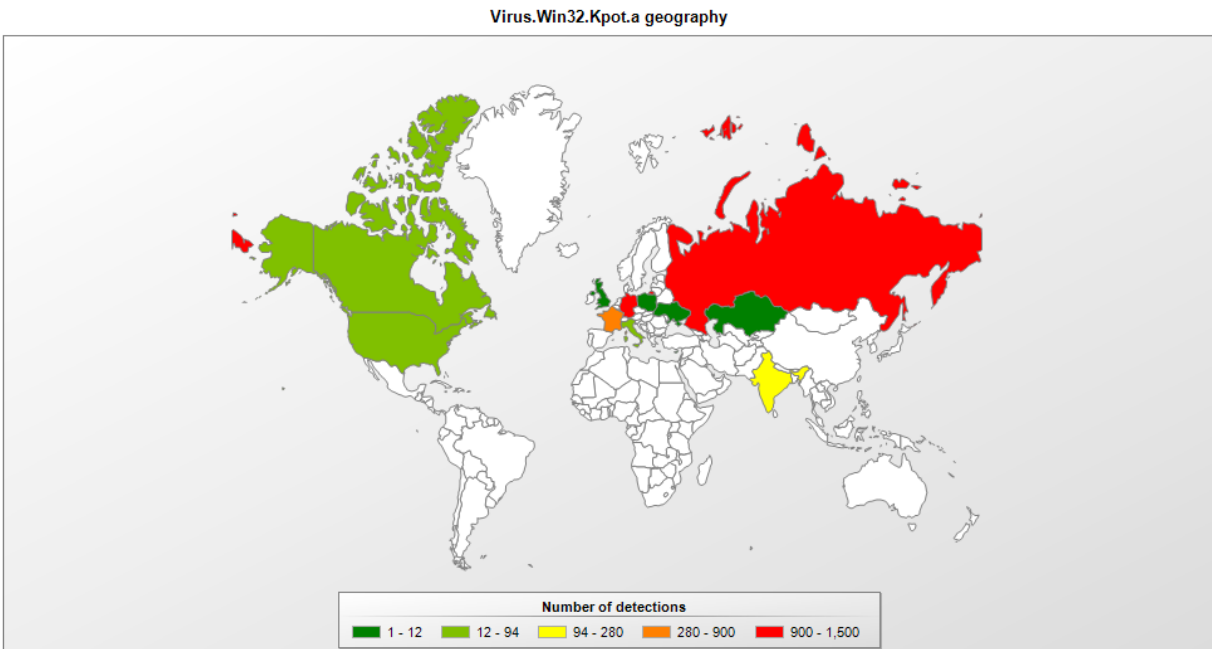 Virus.Win32.Kpot.a geography
Number of detections
1 - 12 12 - 94 94 - 280 280 - 900 900 - 1,500